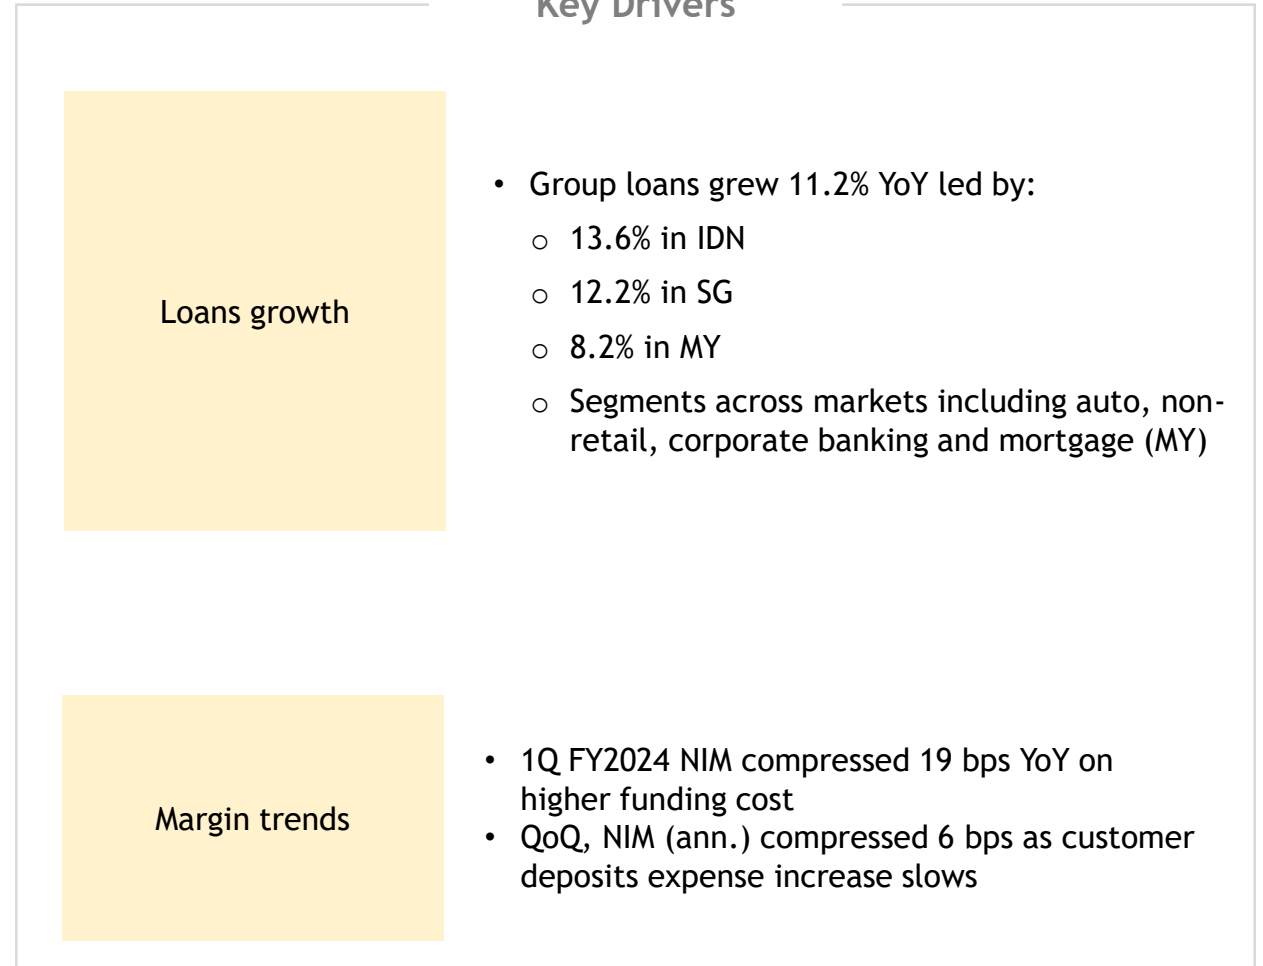 Key Drivers
Loans growth
• Group loans grew 11.2% YoY led by:
o 13.6% in IDN
o 12.2% in SG
o 8.2% in MY
o Segments across markets including auto, non-
retail, corporate banking and mortgage (MY)
Margin trends
• 1Q FY2024 NIM compressed 19 bps YoY on
higher funding cost
• QoQ, NIM (ann.) compressed 6 bps as customer
deposits expense increase slows